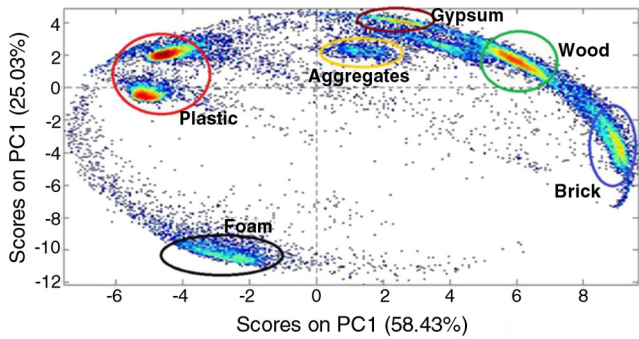 Scores on PC1 (25.03%)
4
2
0
-2
-4
-6
-8
-10
-12
Gypsum
Wood
Aggregates
Plastic
Brick
Foam
-6
-4
-2
0
2
4
6
8
Scores on PC1 (58.43%)